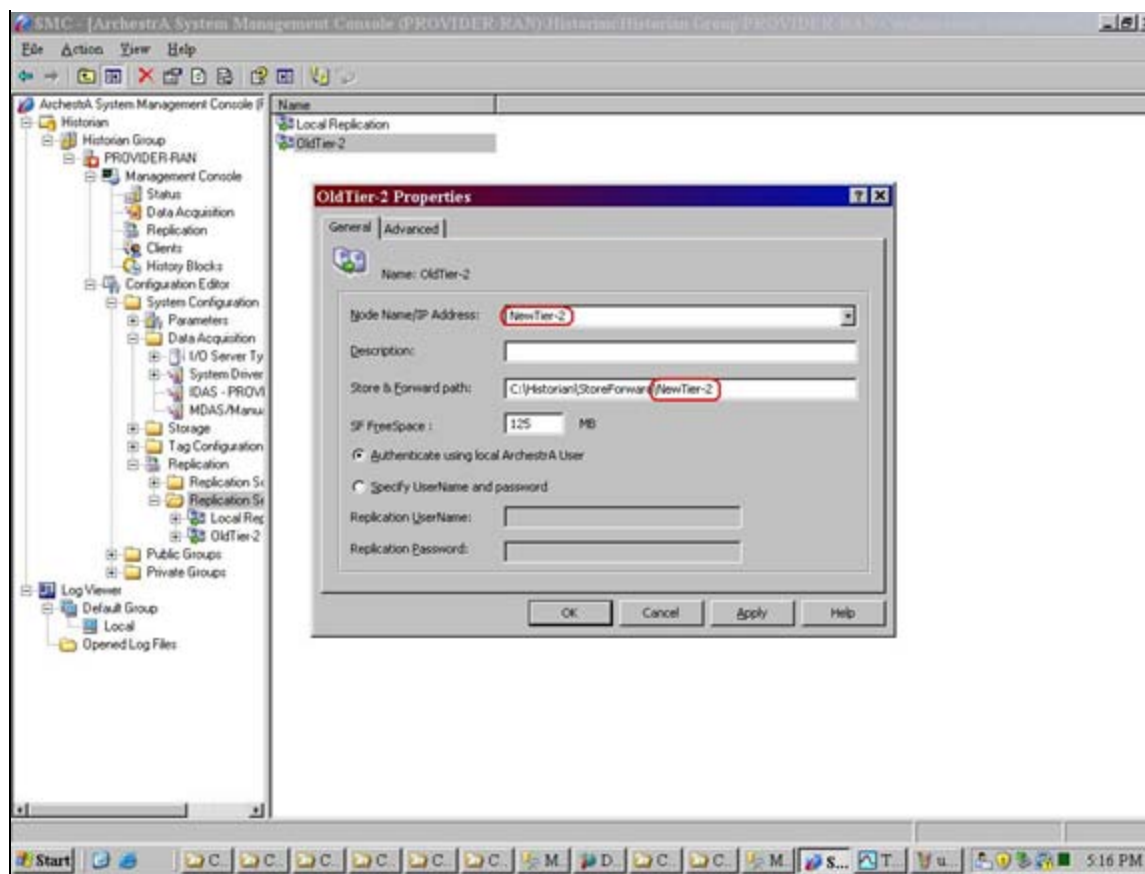 SMC - [ArchestrA System Management Console (PROVIDER-RAN)\Historian\Historian Group\PROVIDER-RAN
File Action View Help
ArchestrA System Management Console (F
Historian
Historian Group
PROVIDER-RAN
Management Console
Status
Data Acquisition
Replication
Clients
History Blocks
Configuration Editor
System Configuration
Parameters
Data Acquisition
I/O Server Ty
System Driver
IDAS - PROVI
MDAS/Manua
Storage
Tag Configuration
Replication
Replication Se
Replication Se
Local Rep
OldTier-2
Public Groups
Private Groups
Log Viewer
Default Group
Local
Opened Log Files
Name
Local Replication
OldTier-2
OldTier-2 Properties
General Advanced
Name: OldTier-2
Node Name/IP Address: NewTier-2
Description:
Store & Forward path: C:\Historian\StoreForward\NewTier-2
SF FreeSpace : 125 MB
Authenticate using local ArchestrA User
Specify UserName and password
Replication UserName:
Replication Password:
OK Cancel Apply Help
Start C... C... C... C... C... C... M... D... C... C... M... S... T... u... 5:16 PM